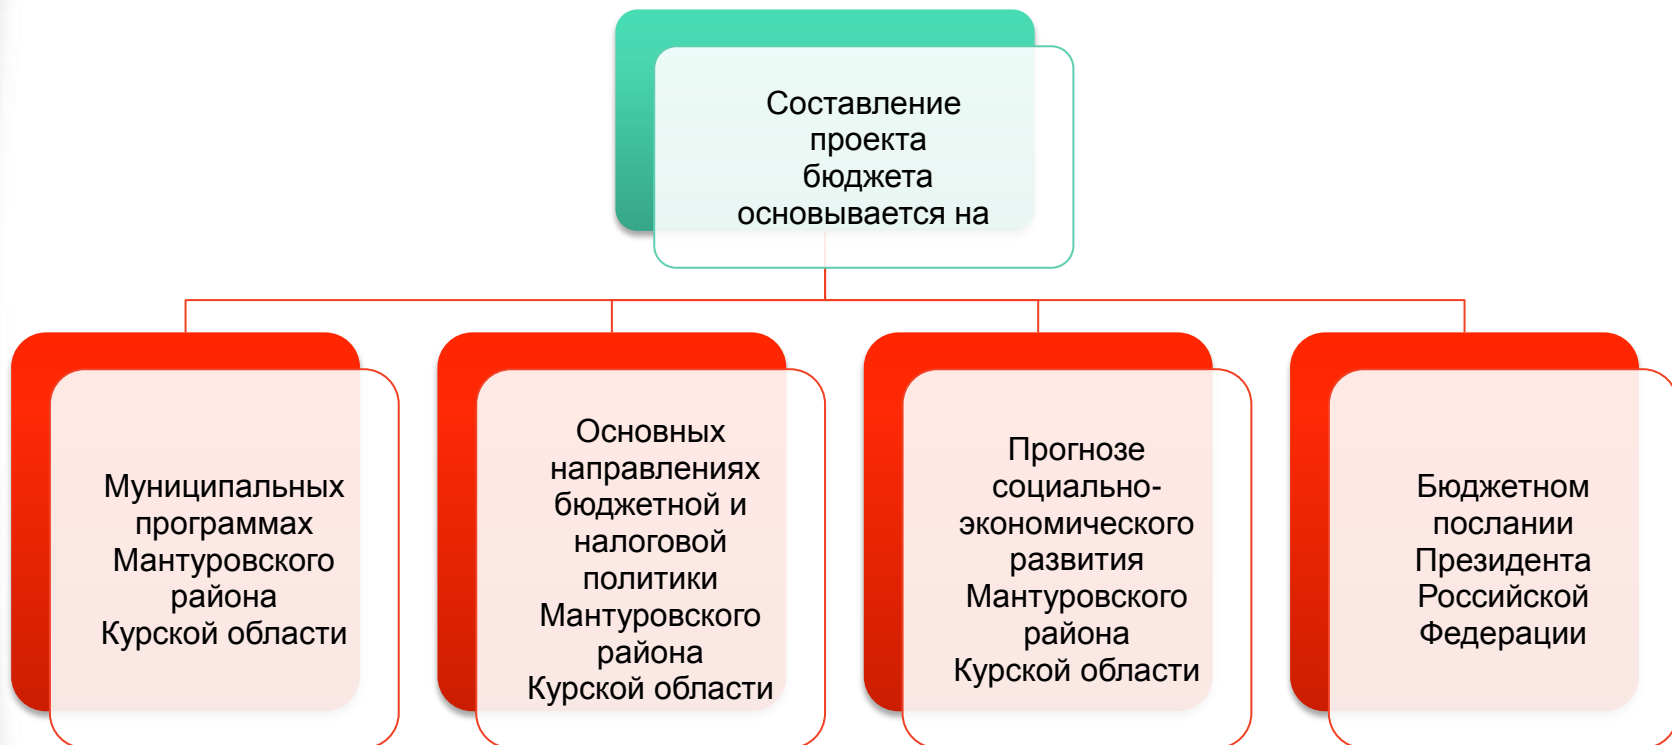 Составление
проекта
бюджета
основывается на
Муниципальных
программах
Мантуровского
района
Курской области
Основных
направлениях
бюджетной и
налоговой
политики
Мантуровского
района
Курской области
Прогнозе
социально-
экономического
развития
Мантуровского
района
Курской области
Бюджетном
послании
Президента
Российской
Федерации